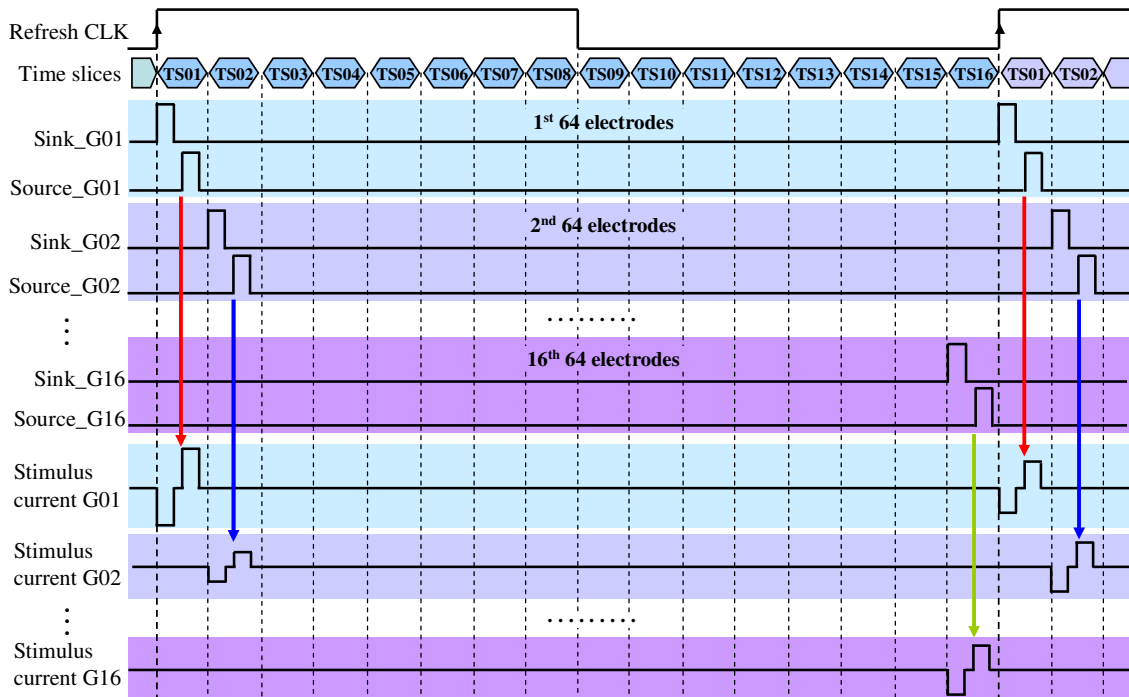 Refresh CLK
Time slices
TS01 TS02 TS03 TS04 TS05 TS06 TS07 TS08 TS09 TS10 TS11 TS12 TS13 TS14 TS15 TS16 TS01 TS02
1st 64 electrodes
Sink_G01
Source_G01
2nd 64 electrodes
Sink_G02
Source_G02
16th 64 electrodes
Sink_G16
Source_G16
Stimulus
current G01
Stimulus
current G02
Stimulus
current G16